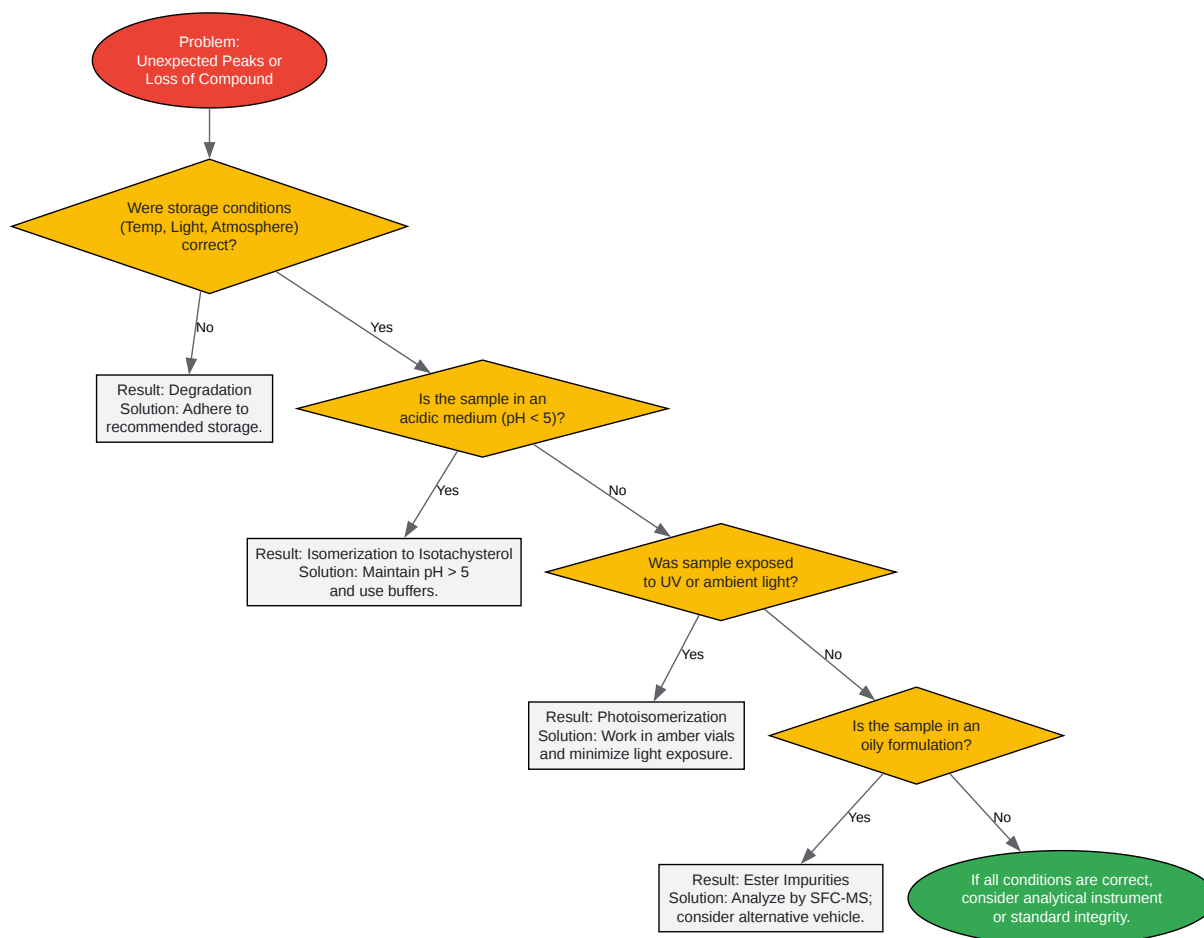 Problem:
Unexpected Peaks or
Loss of Compound
Were storage conditions
(Temp, Light, Atmosphere)
correct?
No
Yes
Result: Degradation
Solution: Adhere to
recommended storage.
Is the sample in an
acidic medium (pH < 5)?
Yes
No
Result: Isomerization to Isotachysterol
Solution: Maintain pH > 5
and use buffers.
Was sample exposed
to UV or ambient light?
Yes
No
Result: Photoisomerization
Solution: Work in amber vials
and minimize light exposure.
Is the sample in an
oily formulation?
Yes
No
Result: Ester Impurities
Solution: Analyze by SFC-MS;
consider alternative vehicle.
If all conditions are correct,
consider analytical instrument
or standard integrity.